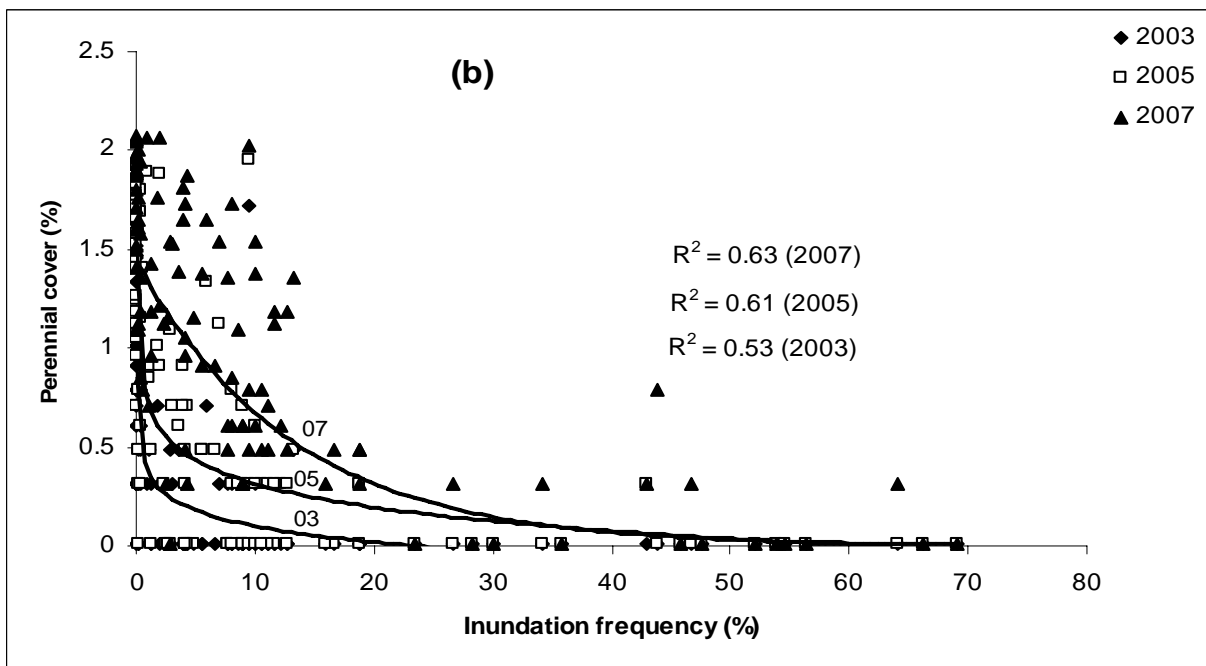 (b)
2003
2005
2007
Perennial cover (%)
2.5
2
1.5
1
0.5
0
R² = 0.63 (2007)
R² = 0.61 (2005)
R² = 0.53 (2003)
07
05
03
0 10 20 30 40 50 60 70 80
Inundation frequency (%)